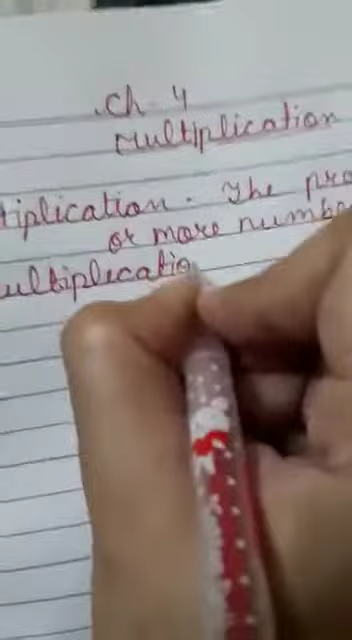 Ch - 4
Multiplication
tiplication. The pro
or more numbe
ultiplicatio